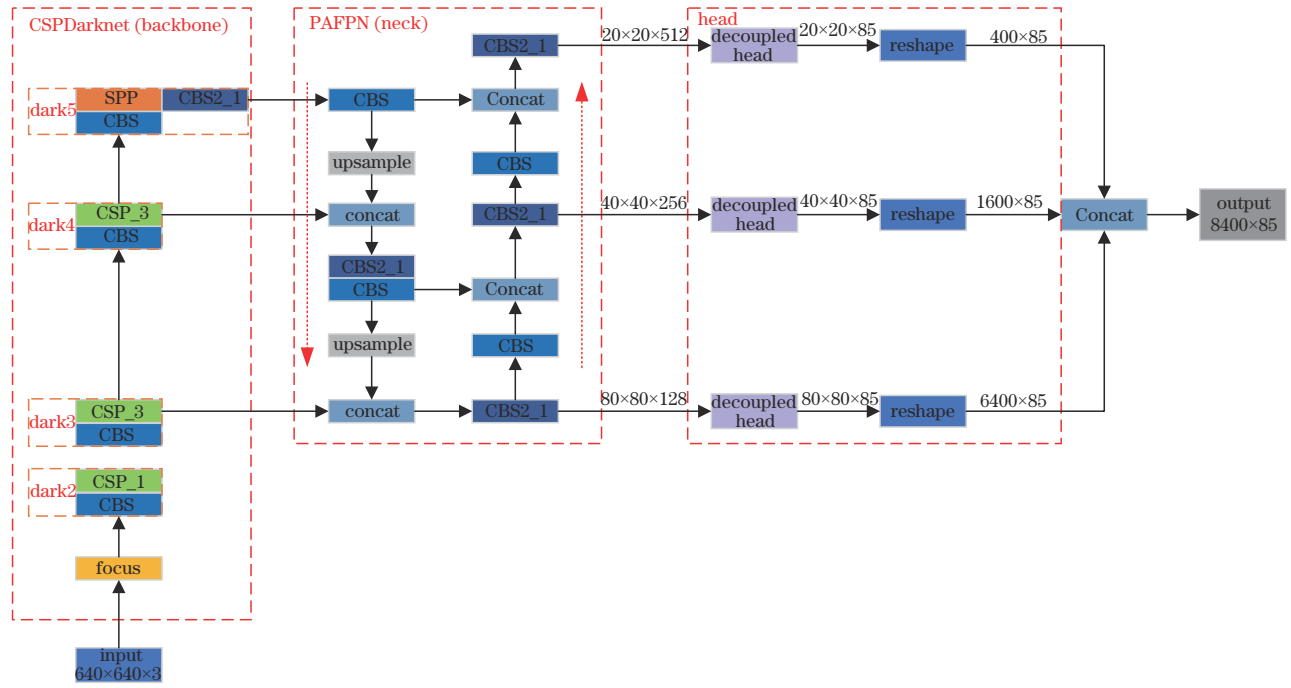 CSPDarknet (backbone)
dark5
SPP
CBS2_1
CBS
dark4
CSP_3
CBS
dark3
CSP_3
CBS
dark2
CSP_1
CBS
focus
input
640×640×3
PAFPN (neck)
CBS2_1
CBS
Concat
upsample
CBS
concat
CBS2_1
CBS2_1
CBS
Concat
upsample
CBS
concat
CBS2_1
head
20×20×512
decoupled
head
20×20×85
reshape
400×85
40×40×256
decoupled
head
40×40×85
reshape
1600×85
80×80×128
decoupled
head
80×80×85
reshape
6400×85
Concat
output
8400×85